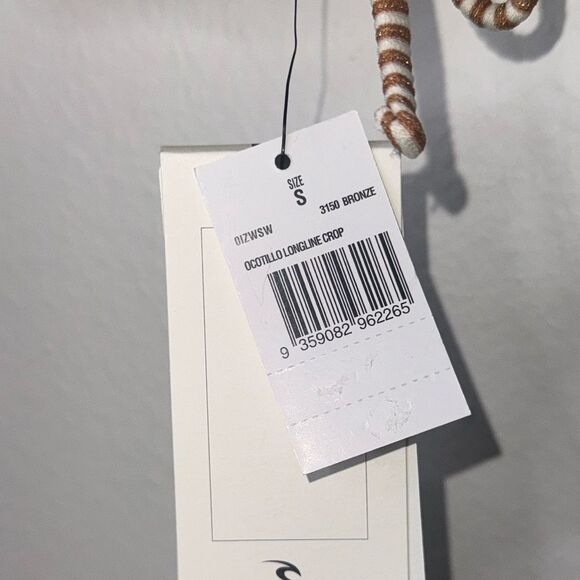 SIZE
S
3150 BRONZE
0IZWSW
OCOTILLO LONGLINE CROP
9 359082 962265